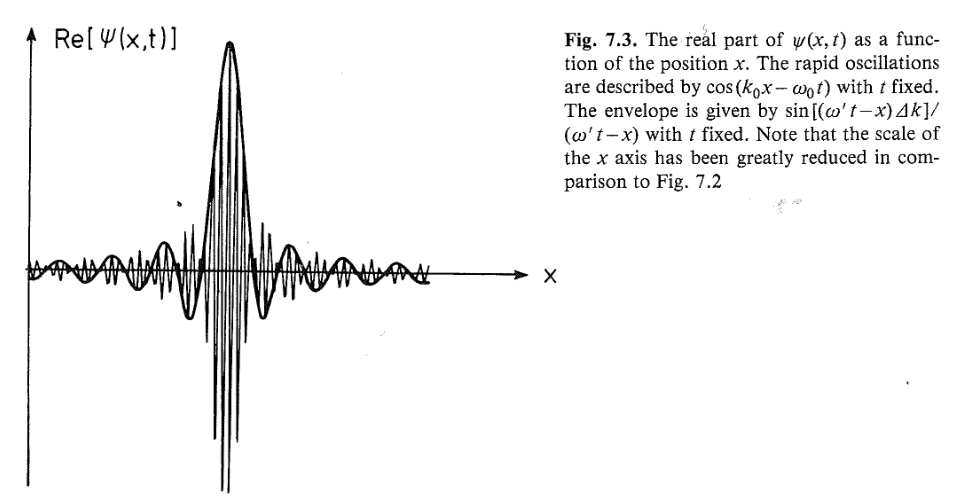 Re[ Ψ(x,t)]
x
Fig. 7.3. The real part of ψ(x, t) as a func-
tion of the position x. The rapid oscillations
are described by cos(k₀x−ω₀t) with t fixed.
The envelope is given by sin[(ω′t−x)Δk]/
(ω′t−x) with t fixed. Note that the scale of
the x axis has been greatly reduced in com-
parison to Fig. 7.2